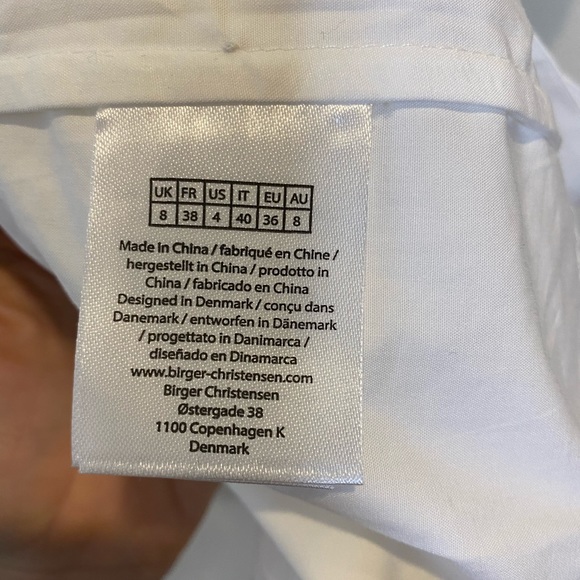 UK FR US IT EU AU
8 38 4 40 36 8
Made in China / fabriqué en Chine /
hergestellt in China / prodotto in
China / fabricado en China
Designed in Denmark / conçu dans
Danemark / entworfen in Dänemark
/ progettato in Danimarca /
diseñado en Dinamarca
www.birger-christensen.com
Birger Christensen
Østergade 38
1100 Copenhagen K
Denmark